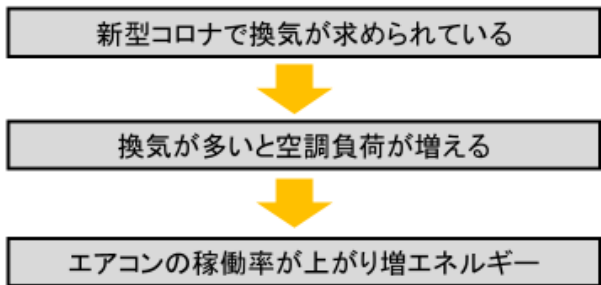 新型コロナで換気が求められている
換気が多いと空調負荷が増える
エアコンの稼働率が上がり増エネルギー